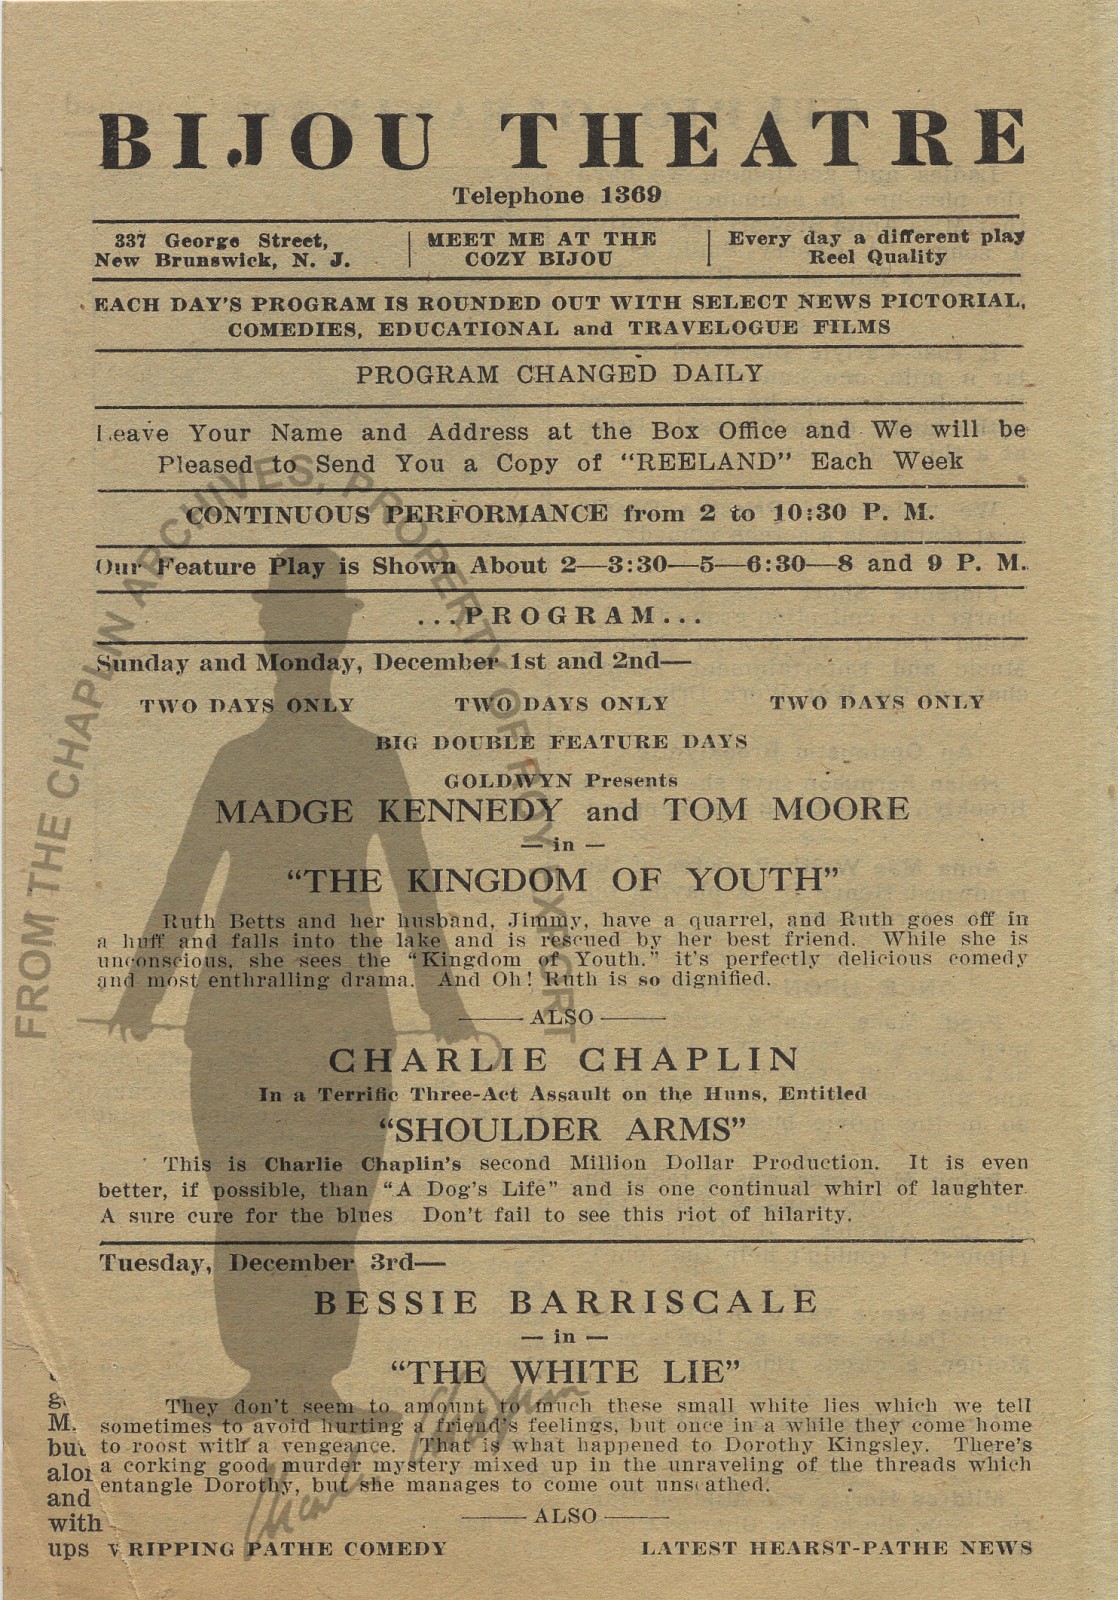 BIJOU THEATRE
Telephone 1369
337 George Street,
New Brunswick, N. J.
MEET ME AT THE
COZY BIJOU
Every day a different play
Reel Quality
EACH DAY'S PROGRAM IS ROUNDED OUT WITH SELECT NEWS PICTORIAL,
COMEDIES, EDUCATIONAL and TRAVELOGUE FILMS
PROGRAM CHANGED DAILY
Leave Your Name and Address at the Box Office and We will be
Pleased to Send You a Copy of "REELAND" Each Week
CONTINUOUS PERFORMANCE from 2 to 10:30 P. M.
Our Feature Play is Shown About 2—3:30—5—6:30—8 and 9 P. M.
...PROGRAM...
Sunday and Monday, December 1st and 2nd—
TWO DAYS ONLY TWO DAYS ONLY TWO DAYS ONLY
BIG DOUBLE FEATURE DAYS
GOLDWYN Presents
MADGE KENNEDY and TOM MOORE
— in —
"THE KINGDOM OF YOUTH"
Ruth Betts and her husband, Jimmy, have a quarrel, and Ruth goes off in
a huff and falls into the lake and is rescued by her best friend. While she is
unconscious, she sees the "Kingdom of Youth." it's perfectly delicious comedy
and most enthralling drama. And Oh! Ruth is so dignified.
ALSO
CHARLIE CHAPLIN
In a Terrific Three-Act Assault on the Huns, Entitled
"SHOULDER ARMS"
This is Charlie Chaplin's second Million Dollar Production. It is even
better, if possible, than "A Dog's Life" and is one continual whirl of laughter
A sure cure for the blues Don't fail to see this riot of hilarity.
Tuesday, December 3rd—
BESSIE BARRISCALE
— in —
"THE WHITE LIE"
They don't seem to amount to much these small white lies which we tell
sometimes to avoid hurting a friend's feelings, but once in a while they come home
to roost with a vengeance. That is what happened to Dorothy Kingsley. There's
a corking good murder mystery mixed up in the unraveling of the threads which
entangle Dorothy, but she manages to come out unscathed.
ALSO
RIPPING PATHE COMEDY LATEST HEARST-PATHE NEWS
M.
but
and
with
ups
FROM THE CHAPLIN ARCHIVES, PROPERTY OF ROY EXPORT